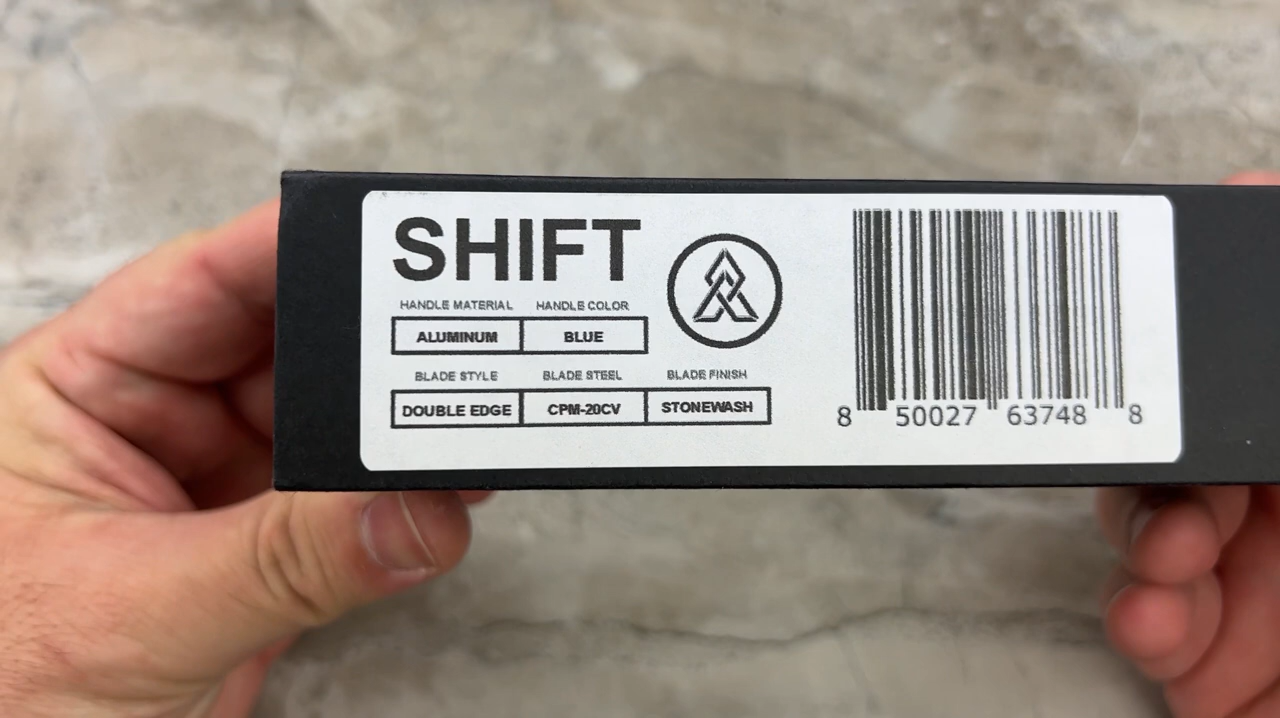 SHIFT
HANDLE MATERIAL HANDLE COLOR
ALUMINUM BLUE
BLADE STYLE BLADE STEEL BLADE FINISH
DOUBLE EDGE CPM-20CV STONEWASH
8 50027 63748 8